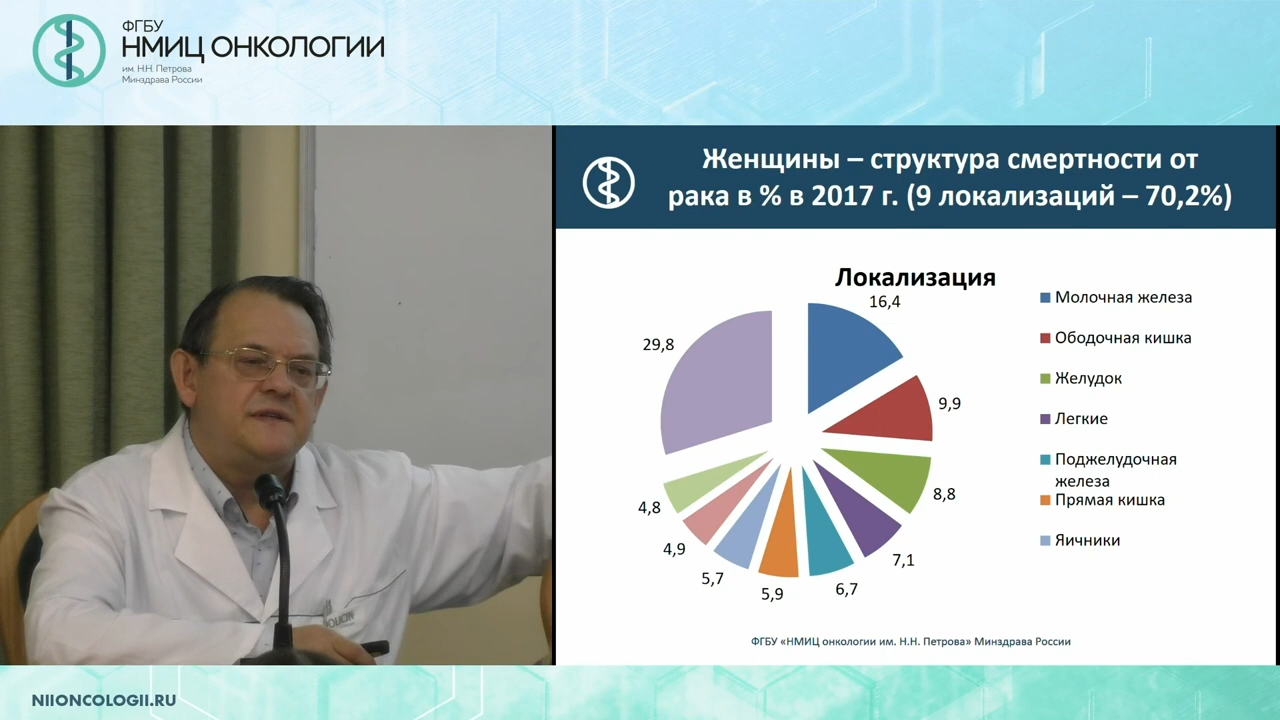 ФГБУ
НМИЦ ОНКОЛОГИИ
им. Н.Н. Петрова
Минздрава России
Женщины – структура смертности от
рака в % в 2017 г. (9 локализаций – 70,2%)
Локализация
16,4
9,9
8,8
7,1
6,7
5,9
5,7
4,9
4,8
29,8
Молочная железа
Ободочная кишка
Желудок
Легкие
Поджелудочная
железа
Прямая кишка
Яичники
ФГБУ «НМИЦ онкологии им. Н.Н. Петрова» Минздрава России
NIIONCOLOGII.RU